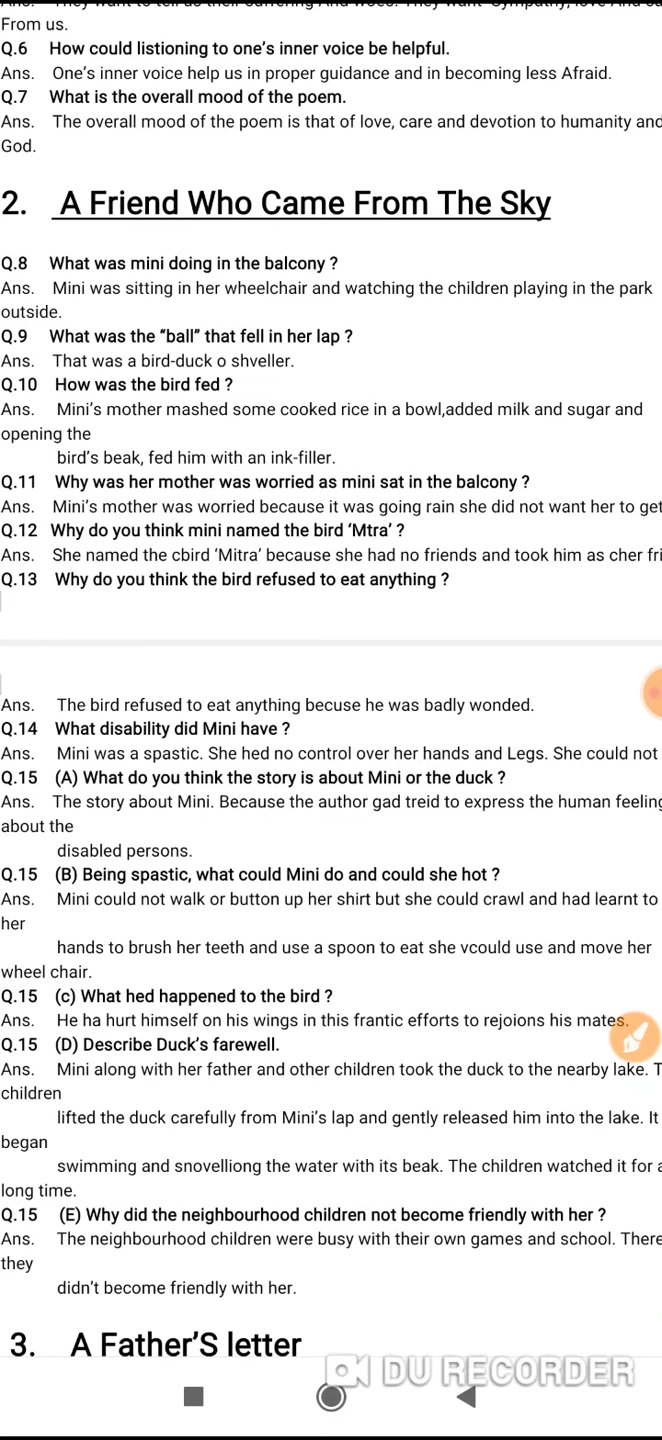 From us.
Q.6 How could listioning to one's inner voice be helpful.
Ans. One's inner voice help us in proper guidance and in becoming less Afraid.
Q.7 What is the overall mood of the poem.
Ans. The overall mood of the poem is that of love, care and devotion to humanity and
God.
2. A Friend Who Came From The Sky
Q.8 What was mini doing in the balcony ?
Ans. Mini was sitting in her wheelchair and watching the children playing in the park
outside.
Q.9 What was the “ball” that fell in her lap ?
Ans. That was a bird-duck o shveller.
Q.10 How was the bird fed ?
Ans. Mini's mother mashed some cooked rice in a bowl,added milk and sugar and
opening the
bird's beak, fed him with an ink-filler.
Q.11 Why was her mother was worried as mini sat in the balcony ?
Ans. Mini's mother was worried because it was going rain she did not want her to get
Q.12 Why do you think mini named the bird ‘Mtra’ ?
Ans. She named the cbird ‘Mitra’ because she had no friends and took him as cher fri
Q.13 Why do you think the bird refused to eat anything ?
Ans. The bird refused to eat anything becuse he was badly wonded.
Q.14 What disability did Mini have ?
Ans. Mini was a spastic. She hed no control over her hands and Legs. She could not
Q.15 (A) What do you think the story is about Mini or the duck ?
Ans. The story about Mini. Because the author gad treid to express the human feeling
about the
disabled persons.
Q.15 (B) Being spastic, what could Mini do and could she hot ?
Ans. Mini could not walk or button up her shirt but she could crawl and had learnt to
her
hands to brush her teeth and use a spoon to eat she vcould use and move her
wheel chair.
Q.15 (c) What hed happened to the bird ?
Ans. He ha hurt himself on his wings in this frantic efforts to rejoions his mates.
Q.15 (D) Describe Duck's farewell.
Ans. Mini along with her father and other children took the duck to the nearby lake. T
children
lifted the duck carefully from Mini's lap and gently released him into the lake. It
began
swimming and snovelliong the water with its beak. The children watched it for a
long time.
Q.15 (E) Why did the neighbourhood children not become friendly with her ?
Ans. The neighbourhood children were busy with their own games and school. There
they
didn't become friendly with her.
3. A Father'S letter
DU RECORDER